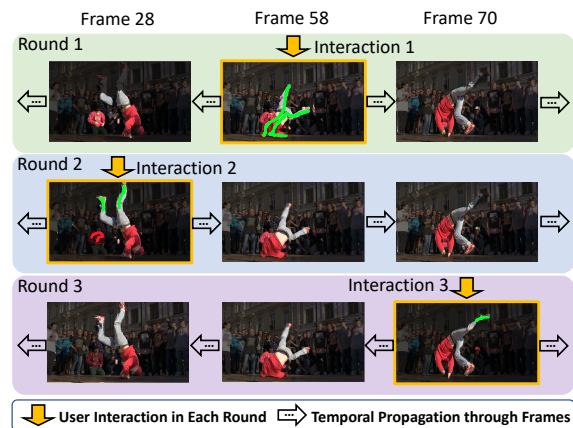 Frame 28 Frame 58 Frame 70
Round 1 Interaction 1
Round 2 Interaction 2
Round 3 Interaction 3
User Interaction in Each Round Temporal Propagation through Frames